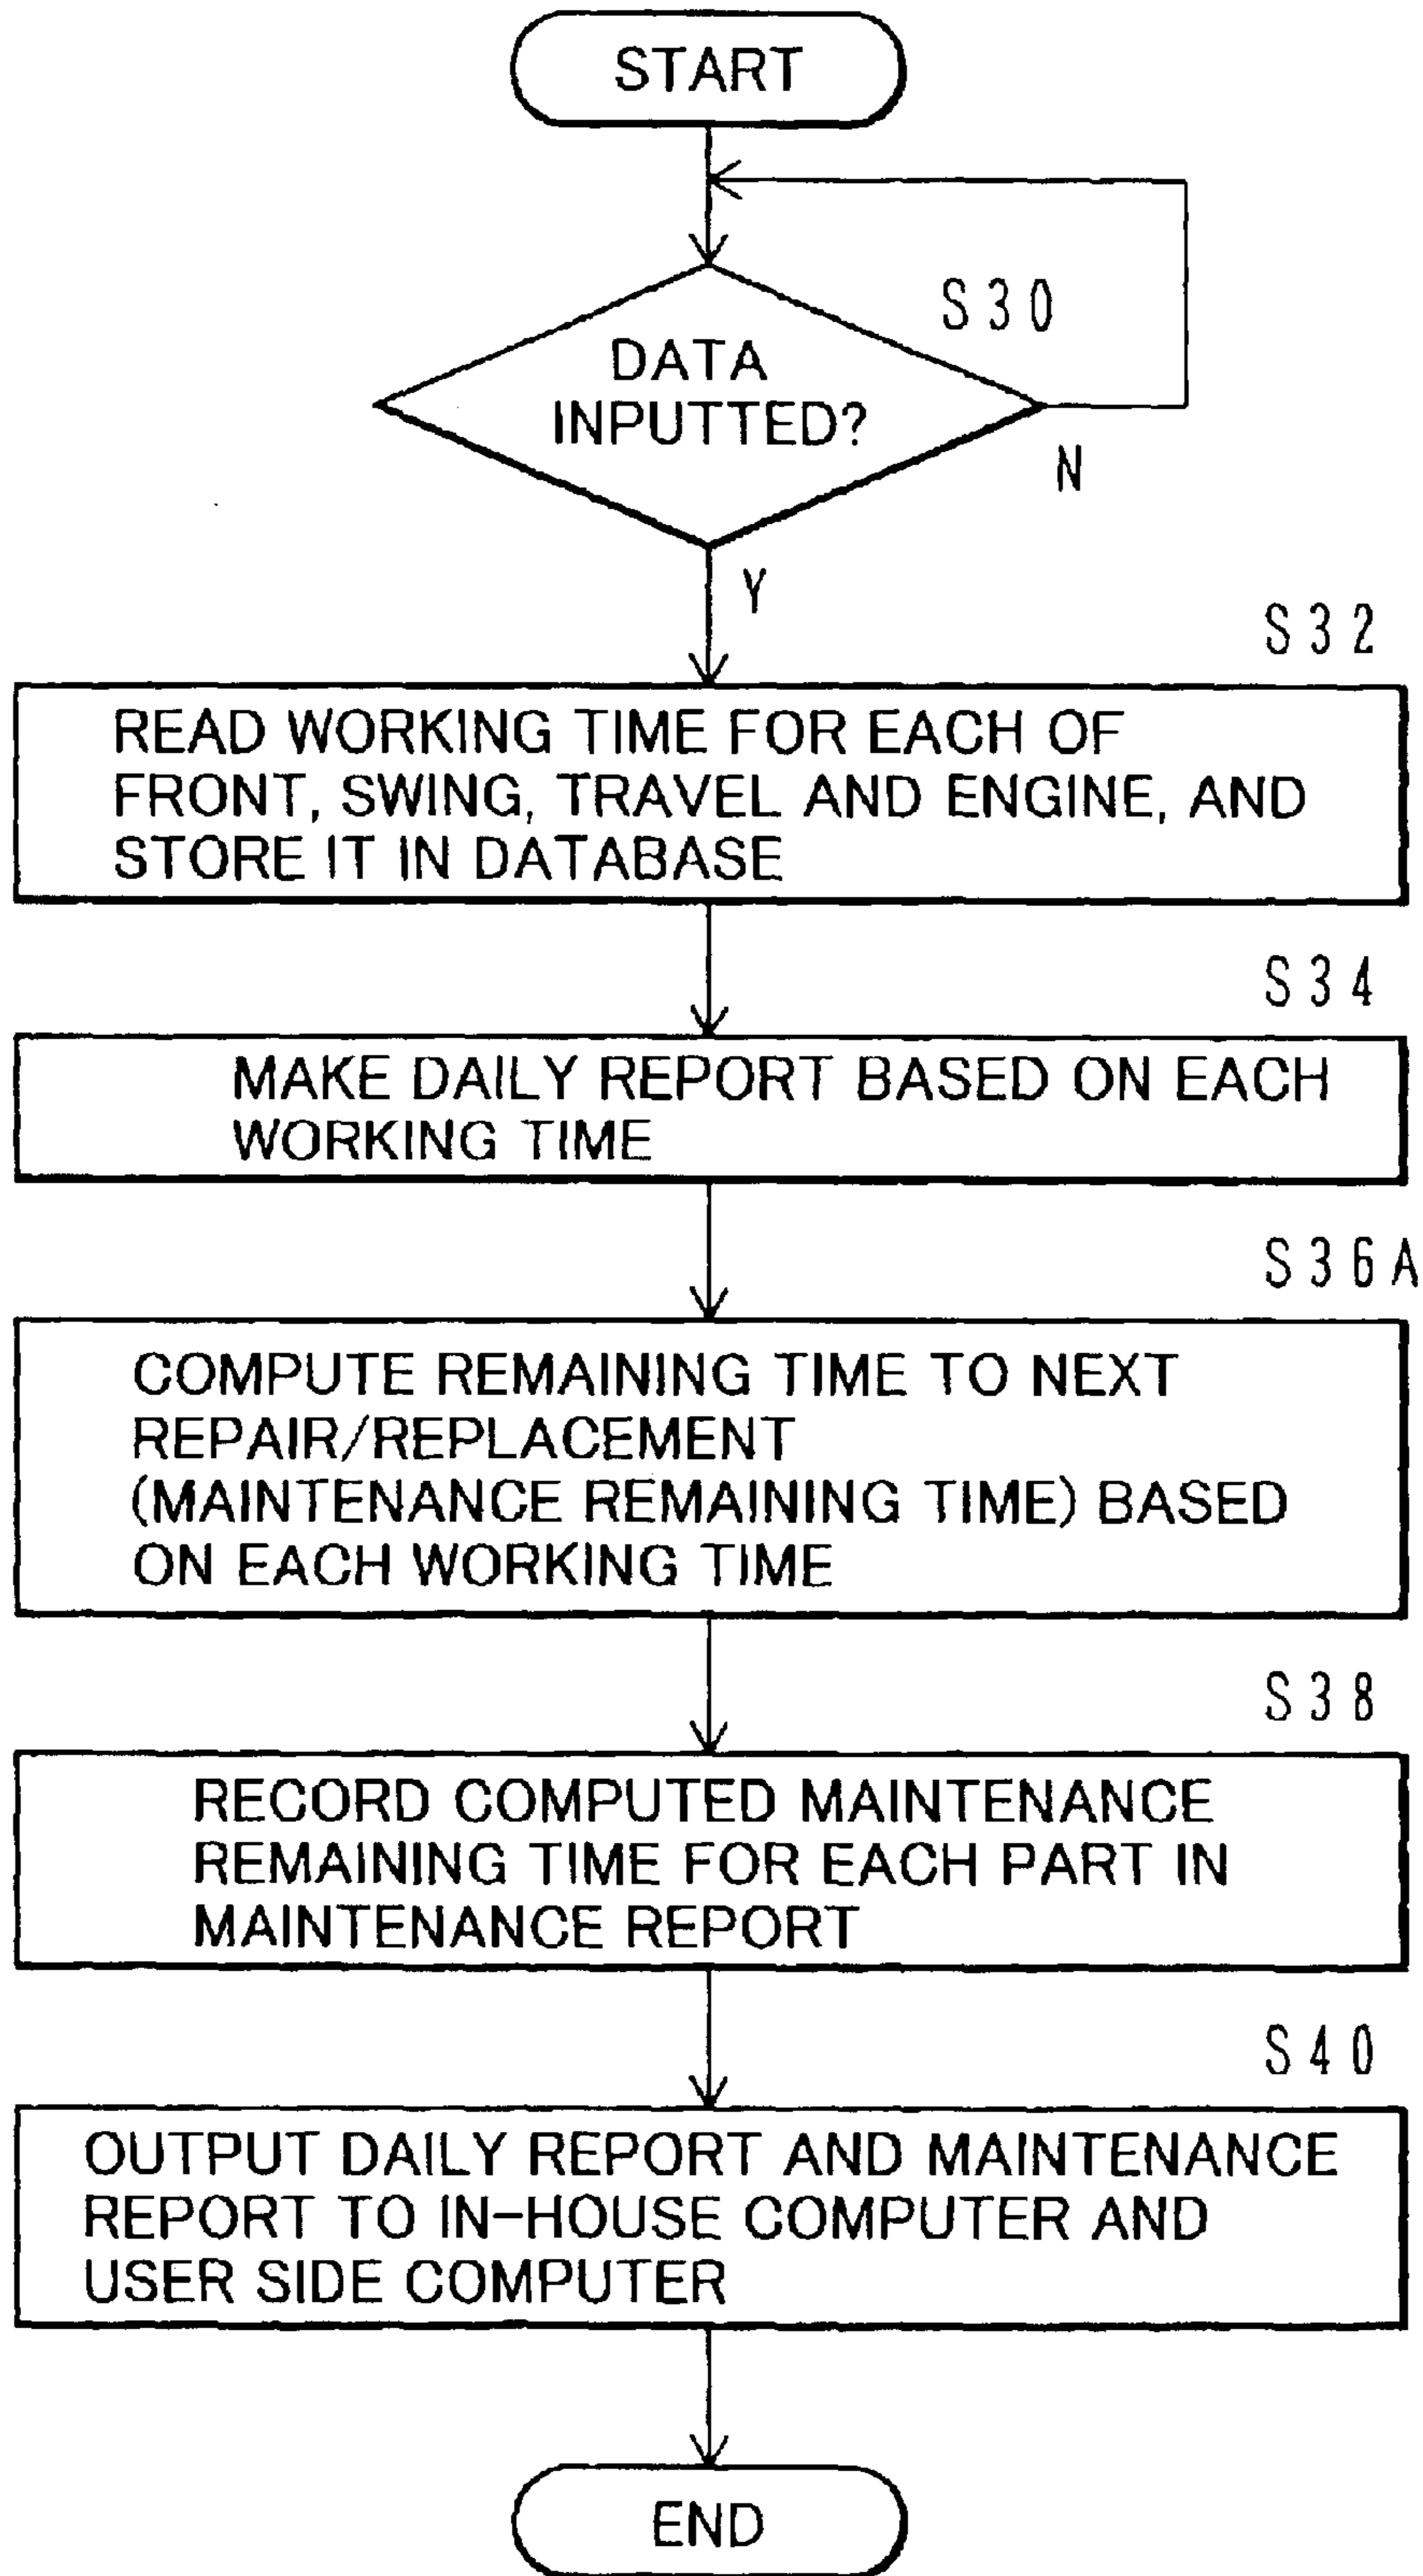 START
S30
DATA
INPUTTED?
N
Y
S32
READ WORKING TIME FOR EACH OF
FRONT, SWING, TRAVEL AND ENGINE, AND
STORE IT IN DATABASE
S34
MAKE DAILY REPORT BASED ON EACH
WORKING TIME
S36A
COMPUTE REMAINING TIME TO NEXT
REPAIR/REPLACEMENT
(MAINTENANCE REMAINING TIME) BASED
ON EACH WORKING TIME
S38
RECORD COMPUTED MAINTENANCE
REMAINING TIME FOR EACH PART IN
MAINTENANCE REPORT
S40
OUTPUT DAILY REPORT AND MAINTENANCE
REPORT TO IN-HOUSE COMPUTER AND
USER SIDE COMPUTER
END